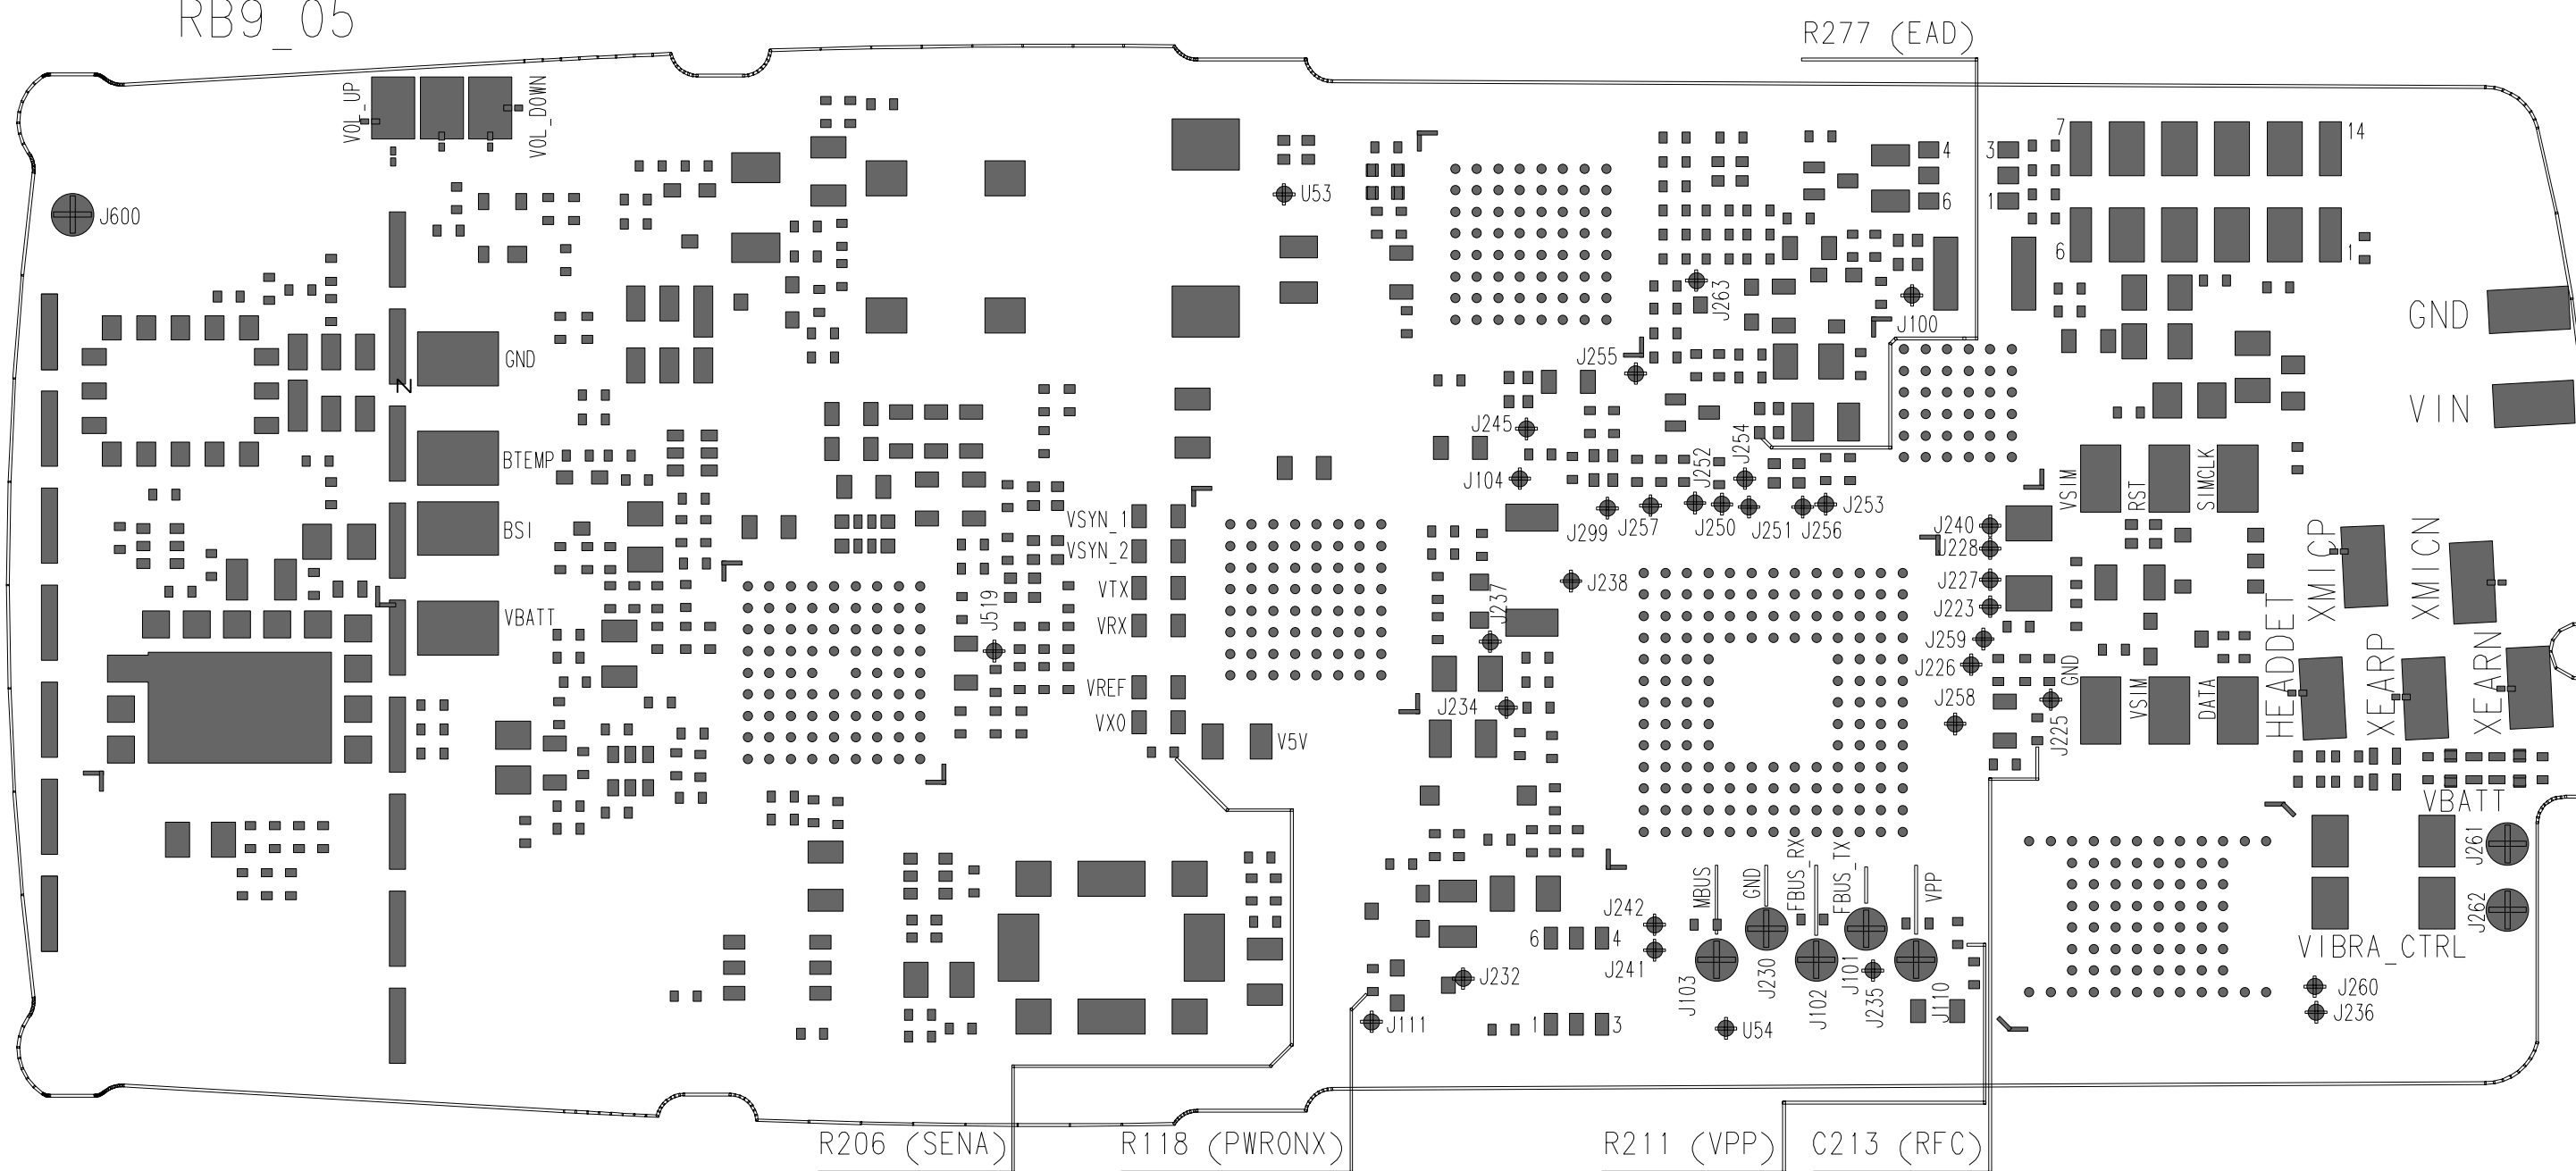 RB9_05
R277 (EAD)
VOL_UP
VOL_DOWN
J600
U53
4
3
6
1
7
14
6
1
J263
J100
GND
VIN
J255
GND
J245
J104
BTEMP
BSI
VBATT
J254
J252
J253
J299
J257
J250
J251
J256
VSIM
RST
SIMCLK
J240
J228
J227
J223
J259
J226
J258
J225
GND
VSIM
DATA
XMICP
XMICN
HEADDET
XEARP
XEARN
VSYN_1
VSYN_2
VTX
VRX
VREF
VXO
V5V
J519
J238
J237
J234
VBATT
J261
J262
VIBRA_CTRL
J260
J236
MBUS
GND
FBUS_RX
FBUS_TX
VPP
J242
J241
6
4
1
3
J232
J111
J103
J230
J102
J101
J235
J110
U54
Z
R206 (SENA)
R118 (PWRONX)
R211 (VPP)
C213 (RFC)